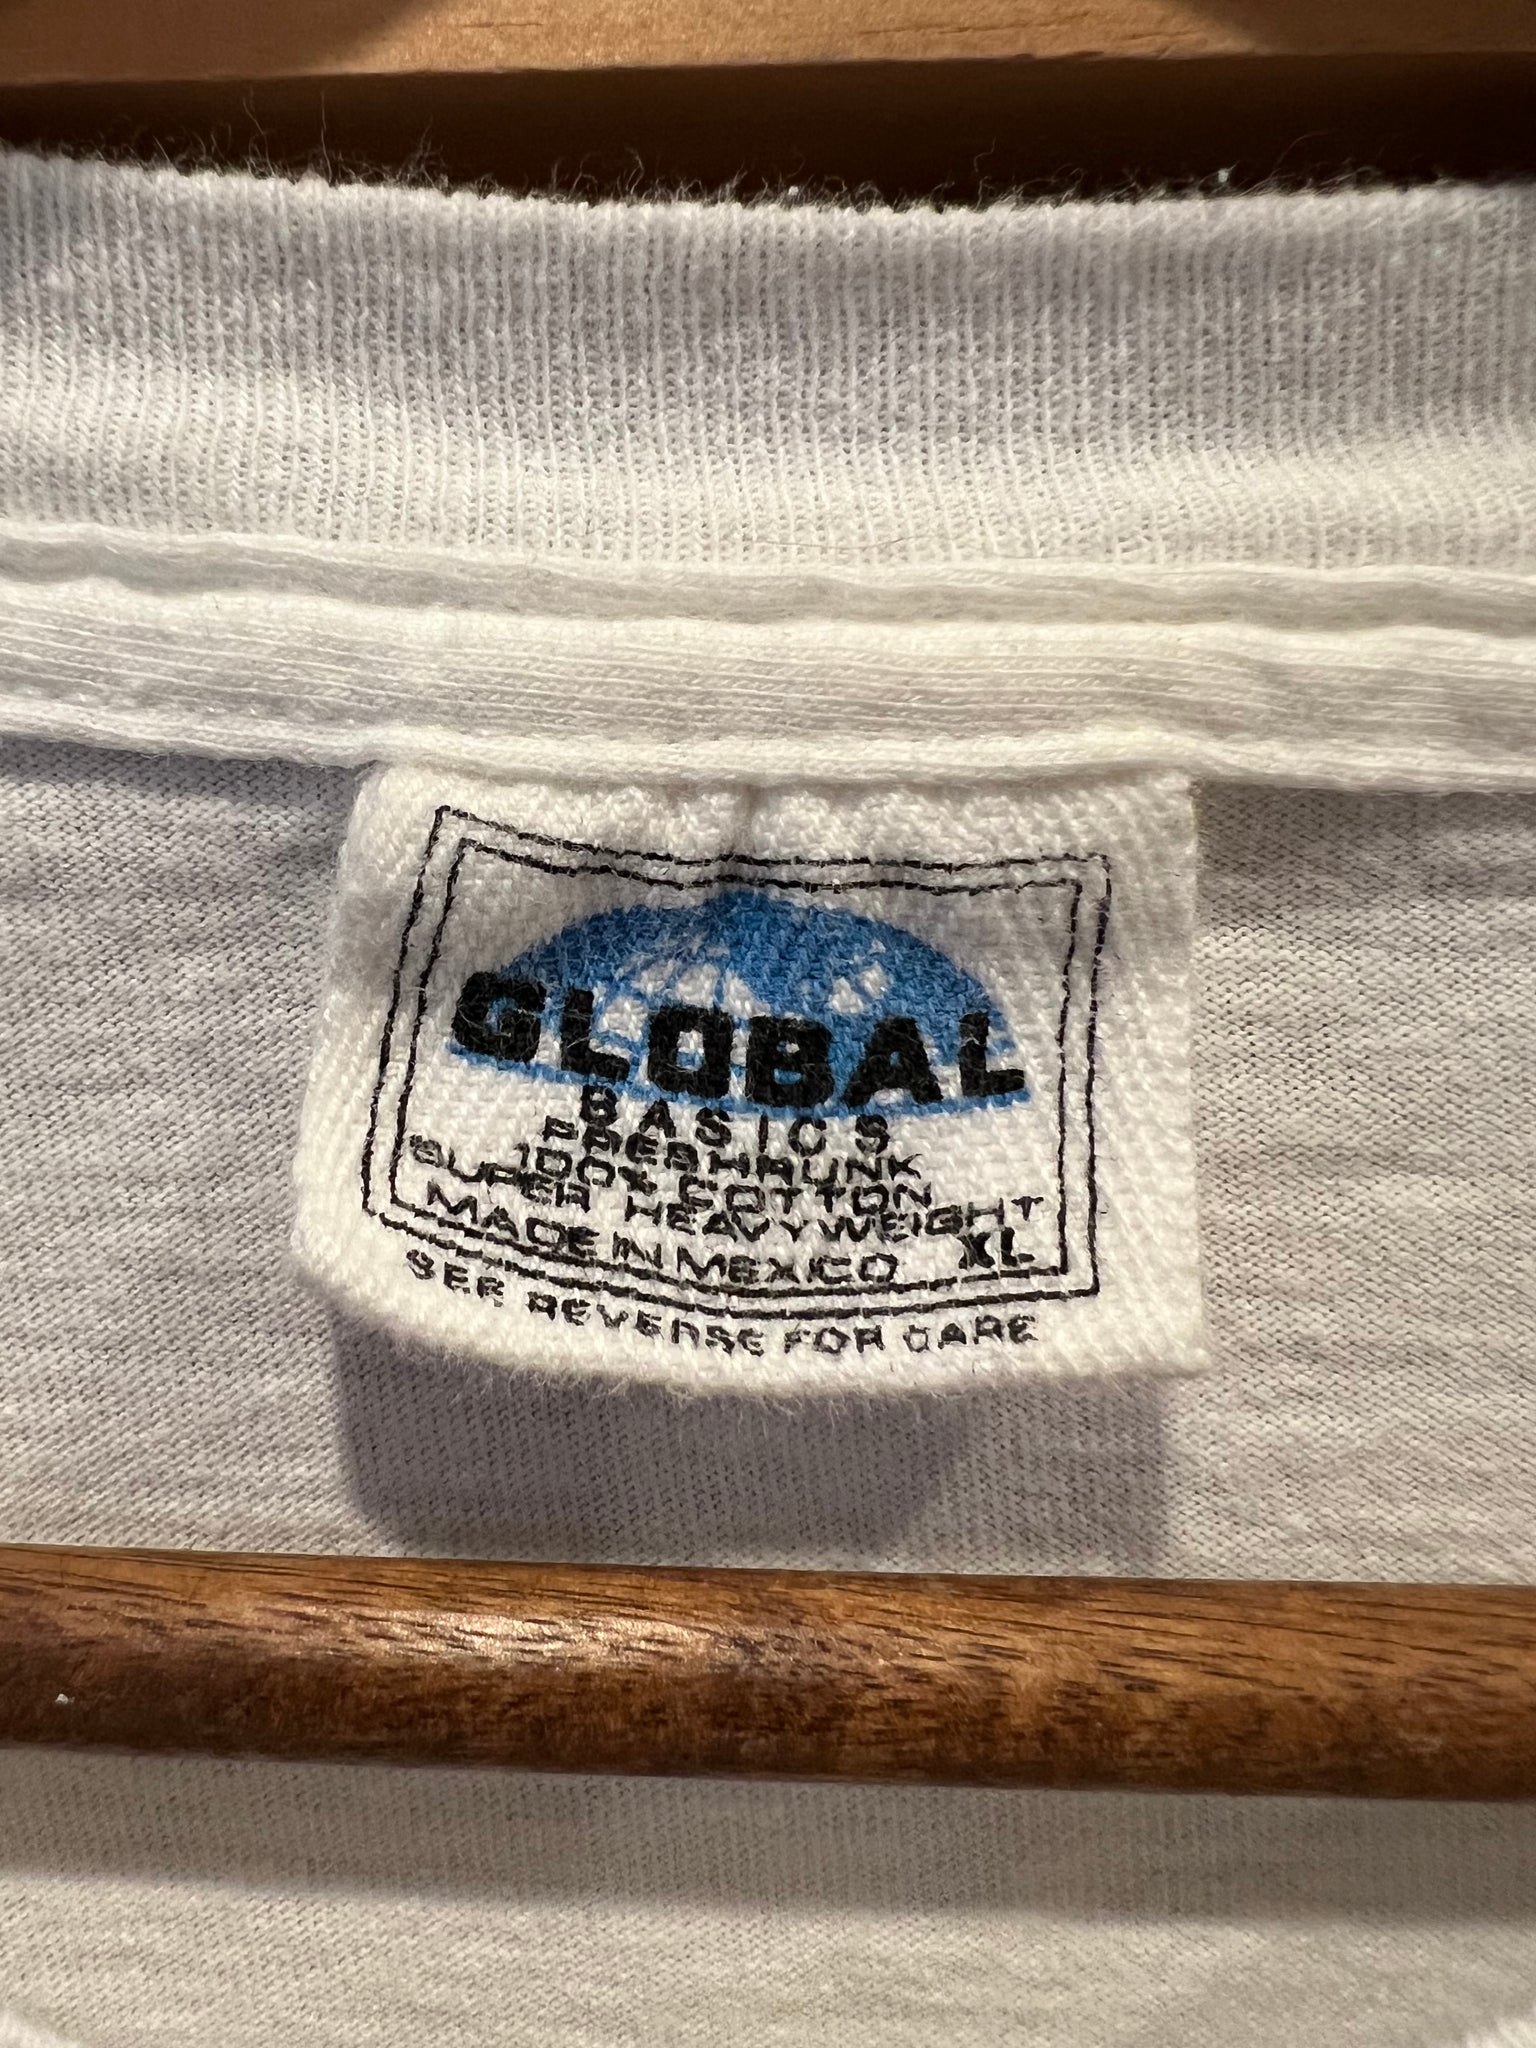 GLOBAL
BASICS
PRESHRUNK
100% COTTON
SUPER HEAVYWEIGHT
MADE IN MEXICO XL
SEE REVERSE FOR CARE